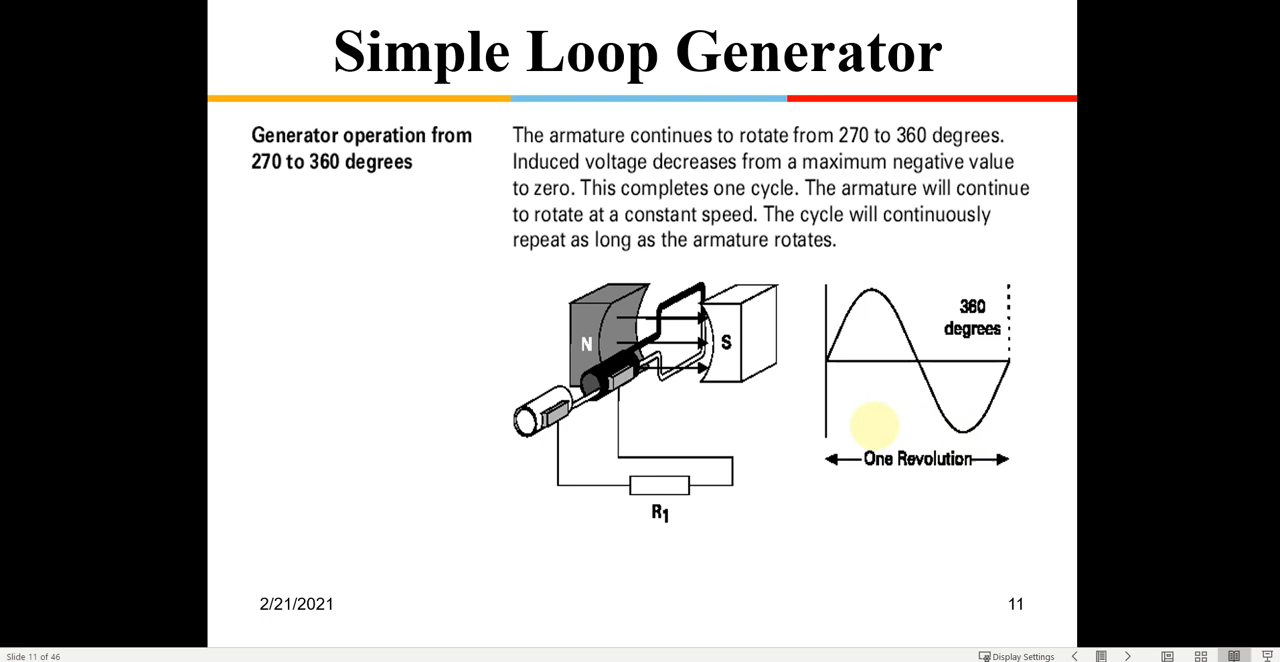 Simple Loop Generator
Generator operation from
270 to 360 degrees
The armature continues to rotate from 270 to 360 degrees.
Induced voltage decreases from a maximum negative value
to zero. This completes one cycle. The armature will continue
to rotate at a constant speed. The cycle will continuously
repeat as long as the armature rotates.
N
S
R1
360
degrees
One Revolution
2/21/2021
11
Slide 11 of 46
Display Settings